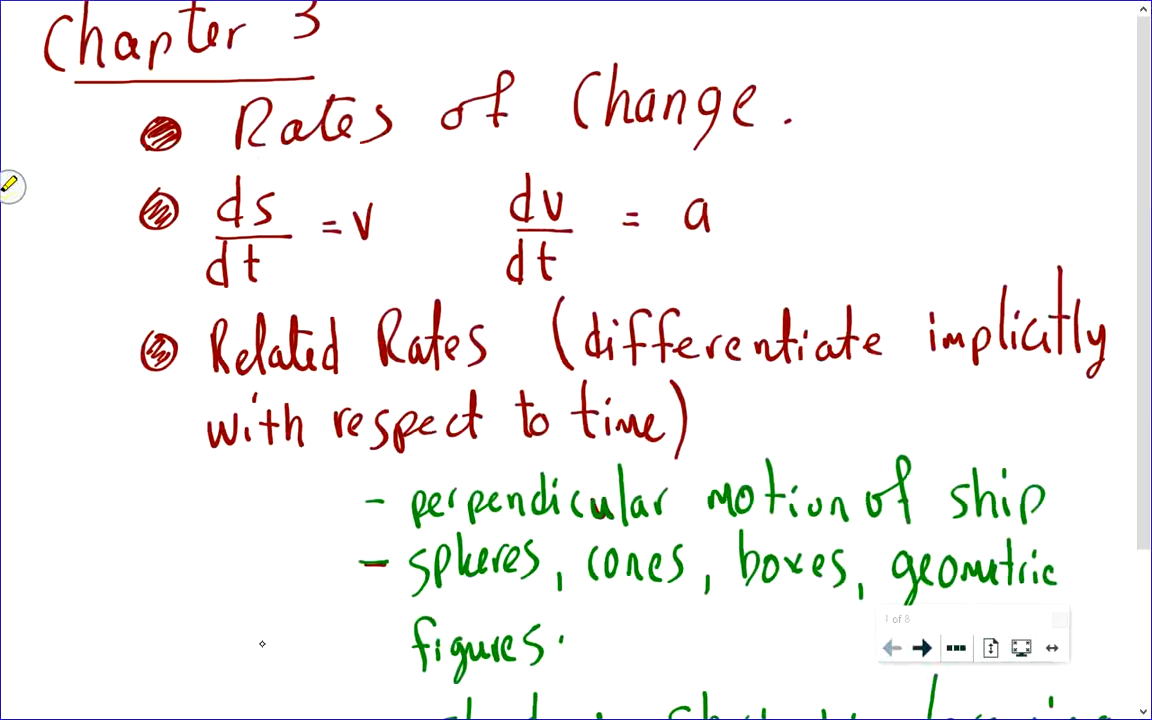 Chapter 3
Rates of Change.
ds/dt = v dv/dt = a
Related Rates (differentiate implicitly
with respect to time)
- perpendicular motion of ship
- spheres, cones, boxes, geometric
1 of 8
figures.